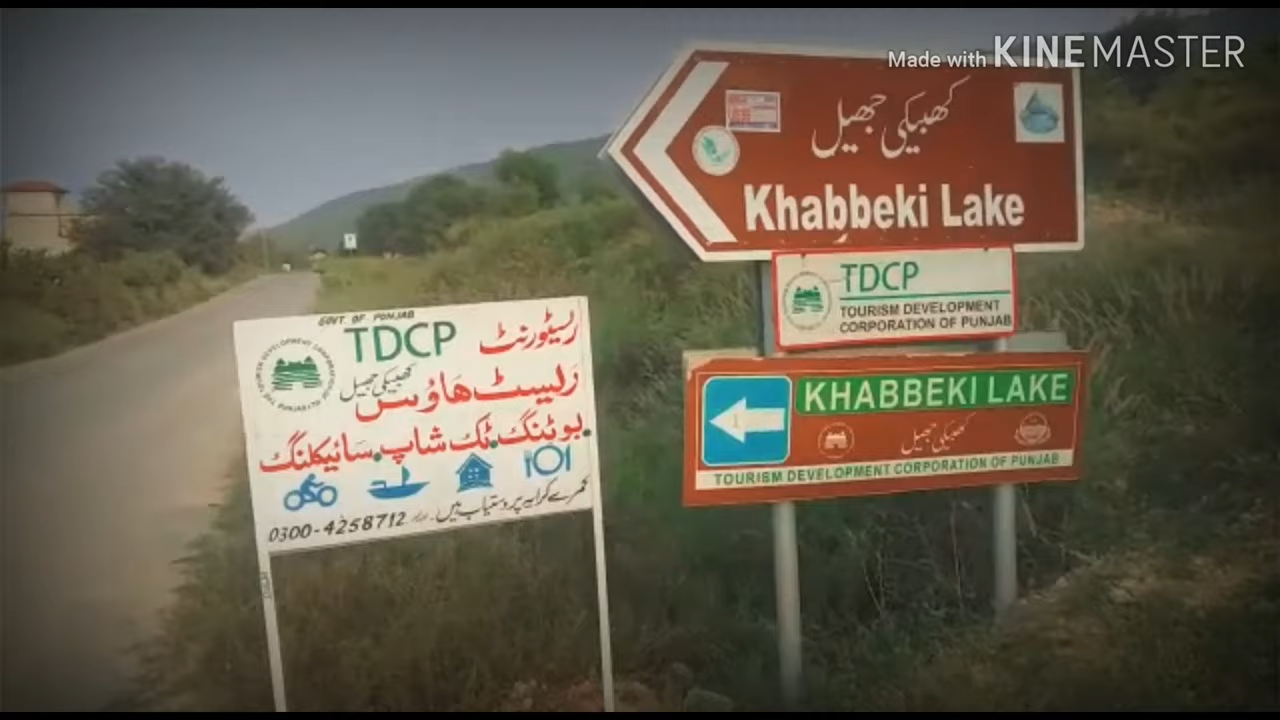 Made with KINEMASTER
کھبیکی جھیل
Khabbeki Lake
TDCP
TOURISM DEVELOPMENT
CORPORATION OF PUNJAB
KHABBEKI LAKE
کھبیکی جھیل
TOURISM DEVELOPMENT CORPORATION OF PUNJAB
GOVT. OF PUNJAB
TDCP ریسٹورنٹ
کھبیکی جھیل
ریسٹ ھاؤس
بوٹنگ. ٹک شاپ. سائیکلنگ
کمرے کرایہ پر دستیاب ہیں۔
0300-4258712